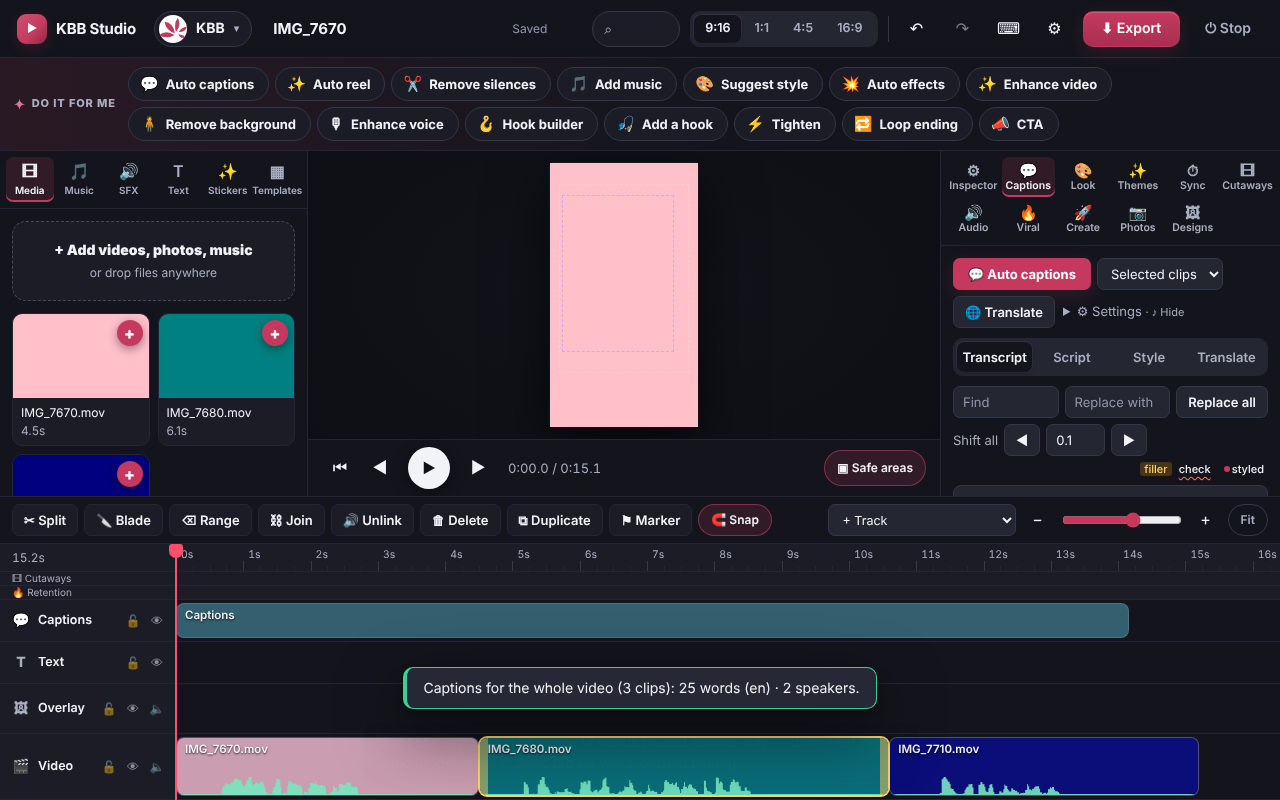 KBB Studio KBB ▾ IMG_7670 Saved 9:16 1:1 4:5 16:9 Export Stop
DO IT FOR ME
Auto captions Auto reel Remove silences Add music Suggest style Auto effects Enhance video
Remove background Enhance voice Hook builder Add a hook Tighten Loop ending CTA
Media Music SFX Text Stickers Templates
+ Add videos, photos, music
or drop files anywhere
IMG_7670.mov
4.5s
IMG_7680.mov
6.1s
0:00.0 / 0:15.1
Safe areas
Inspector Captions Look Themes Sync Cutaways
Audio Viral Create Photos Designs
Auto captions Selected clips
Translate ▶ Settings · ♪ Hide
Transcript Script Style Translate
Find Replace with Replace all
Shift all ◀ 0.1 ▶
filler check styled
Split Blade Range Join Unlink Delete Duplicate Marker Snap + Track − + Fit
15.2s 0s 1s 2s 3s 4s 5s 6s 7s 8s 9s 10s 11s 12s 13s 14s 15s 16s
Cutaways
Retention
Captions Captions
T Text
Captions for the whole video (3 clips): 25 words (en) · 2 speakers.
Overlay
Video IMG_7670.mov IMG_7680.mov IMG_7710.mov